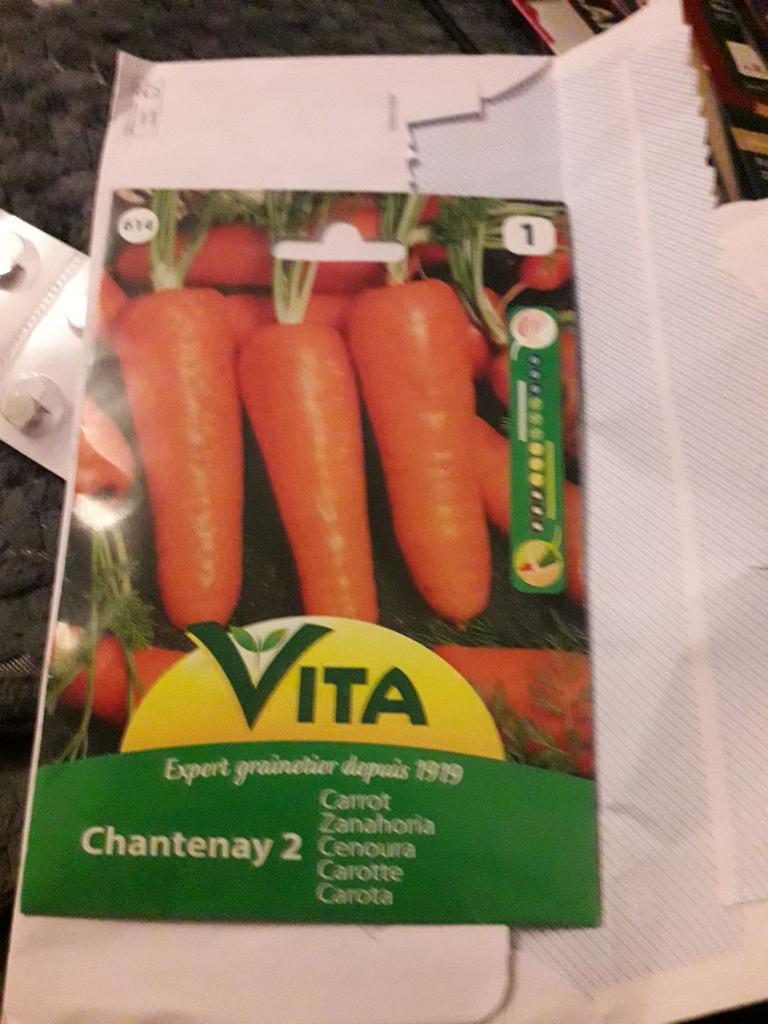 614
1
VITA
Expert grainetier depuis 1919
Chantenay 2
Carrot
Zanahoria
Cenoura
Carotte
Carota